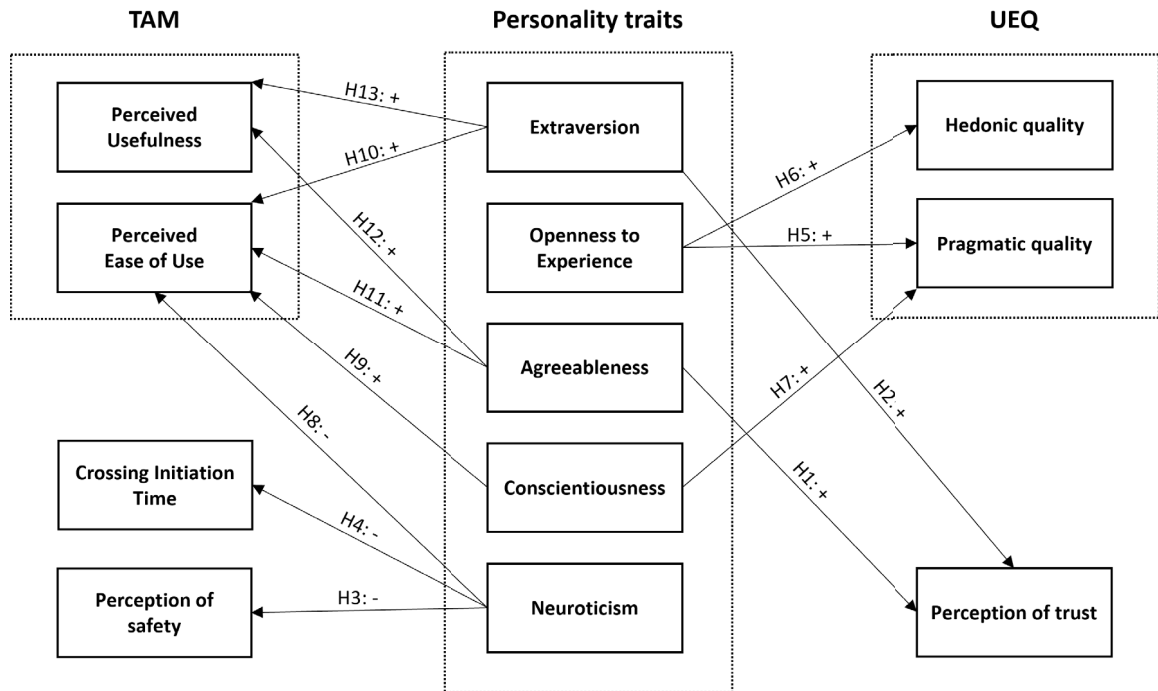 TAM
Personality traits
UEQ
Perceived
Usefulness
Perceived
Ease of Use
Crossing Initiation
Time
Perception of
safety
H13: +
H10: +
H12: +
H11: +
H9: +
H8: -
H4: -
H3: -
Extraversion
Openness to
Experience
Agreeableness
Conscientiousness
Neuroticism
H6: +
H5: +
H7: +
H2: +
H1: +
Hedonic quality
Pragmatic quality
Perception of trust